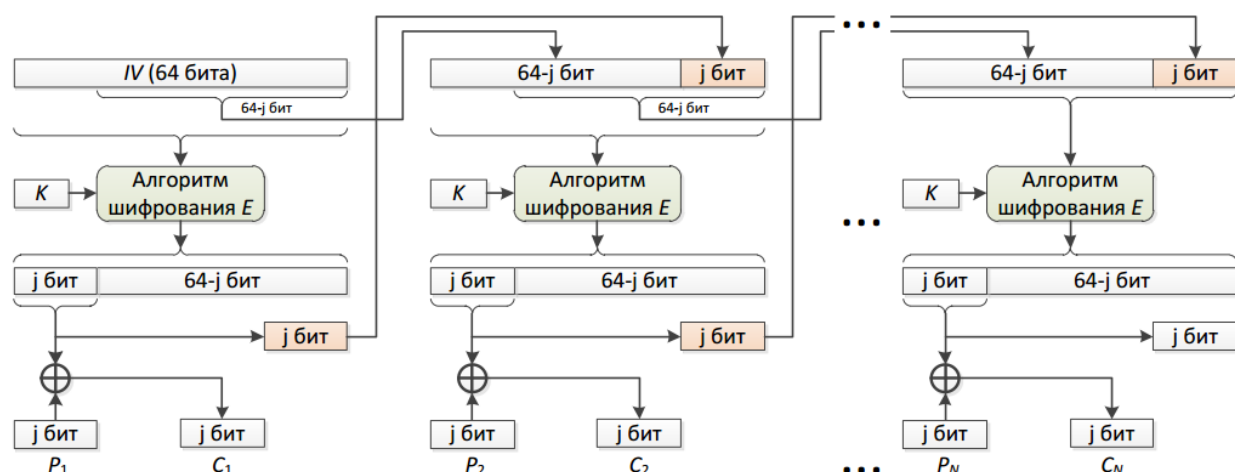 ...
IV (64 бита) 64-j бит j бит 64-j бит j бит
64-j бит 64-j бит
K Алгоритм шифрования E K Алгоритм шифрования E K Алгоритм шифрования E
...
j бит 64-j бит j бит 64-j бит j бит 64-j бит
j бит j бит j бит
j бит j бит j бит j бит j бит j бит
P1 C1 P2 C2 ... PN CN